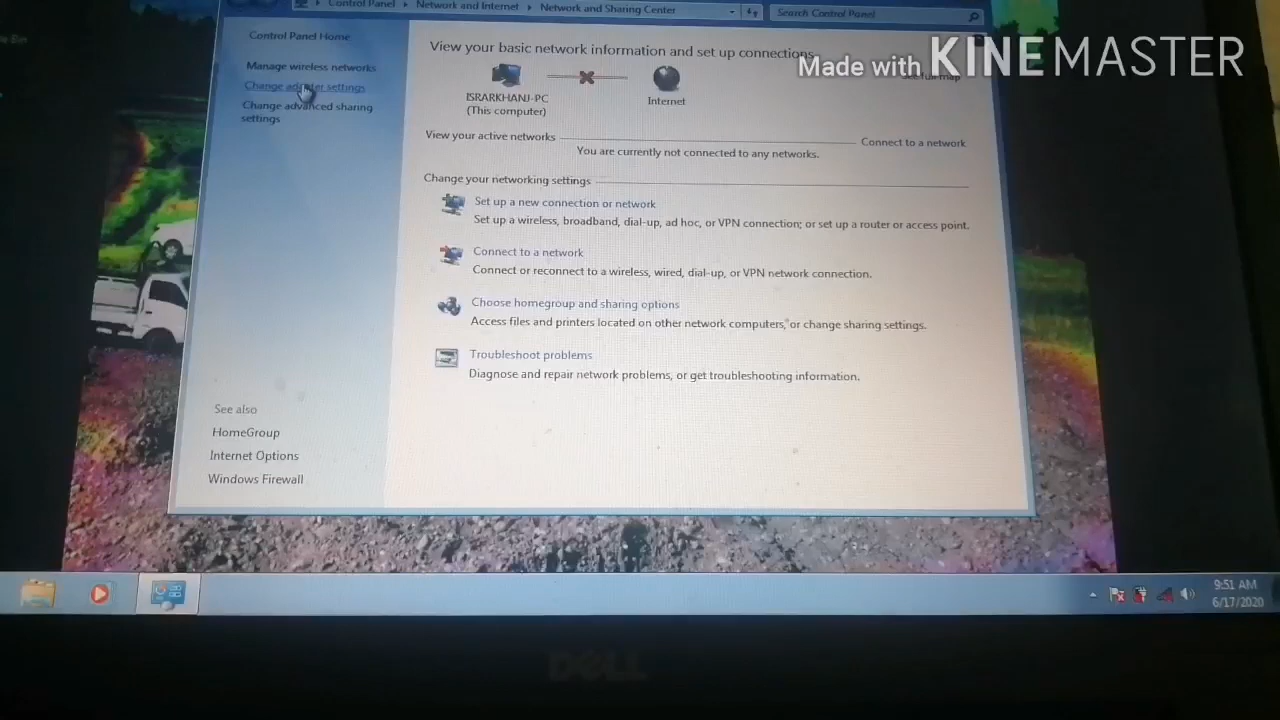 Control Panel
Network and Internet
Network and Sharing Center
Search Control Panel
Control Panel Home
Manage wireless networks
Change adapter settings
Change advanced sharing
settings
View your basic network information and set up connections
Made with KINEMASTER
ISRARKHANJ-PC
(This computer)
Internet
View your active networks
Connect to a network
You are currently not connected to any networks.
Change your networking settings
Set up a new connection or network
Set up a wireless, broadband, dial-up, ad hoc, or VPN connection; or set up a router or access point.
Connect to a network
Connect or reconnect to a wireless, wired, dial-up, or VPN network connection.
Choose homegroup and sharing options
Access files and printers located on other network computers, or change sharing settings.
Troubleshoot problems
Diagnose and repair network problems, or get troubleshooting information.
See also
HomeGroup
Internet Options
Windows Firewall
9:51 AM
6/17/2020
DELL